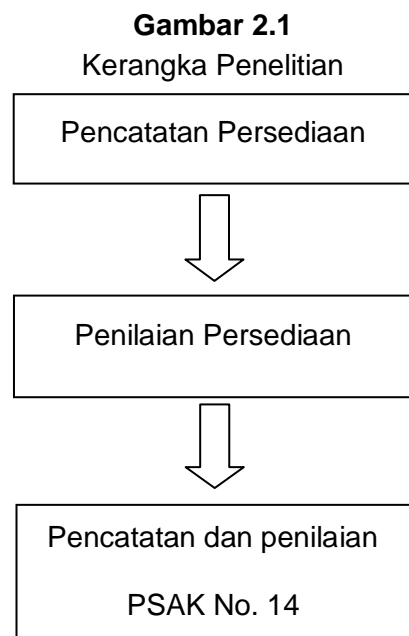 Gambar 2.1
Kerangka Penelitian
Pencatatan Persediaan
Penilaian Persediaan
Pencatatan dan penilaian
PSAK No. 14